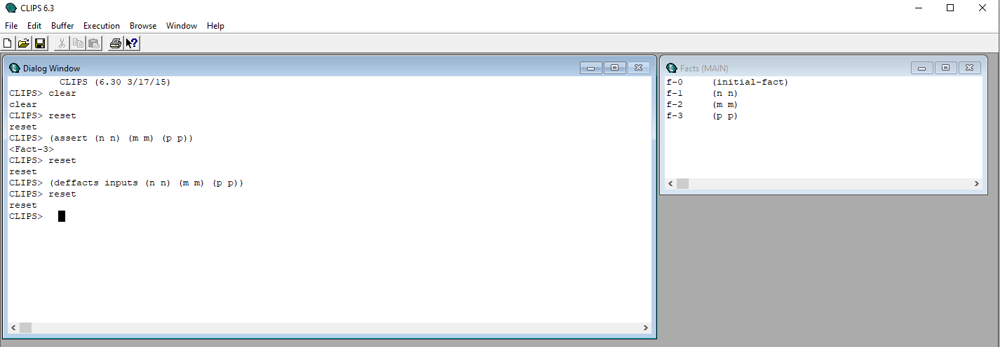 CLIPS 6.3
File Edit Buffer Execution Browse Window Help
Dialog Window
CLIPS (6.30 3/17/15)
CLIPS> clear
clear
CLIPS> reset
reset
CLIPS> (assert (n n) (m m) (p p))
<Fact-3>
CLIPS> reset
reset
CLIPS> (deffacts inputs (n n) (m m) (p p))
CLIPS> reset
reset
CLIPS>
Facts (MAIN)
f-0 (initial-fact)
f-1 (n n)
f-2 (m m)
f-3 (p p)